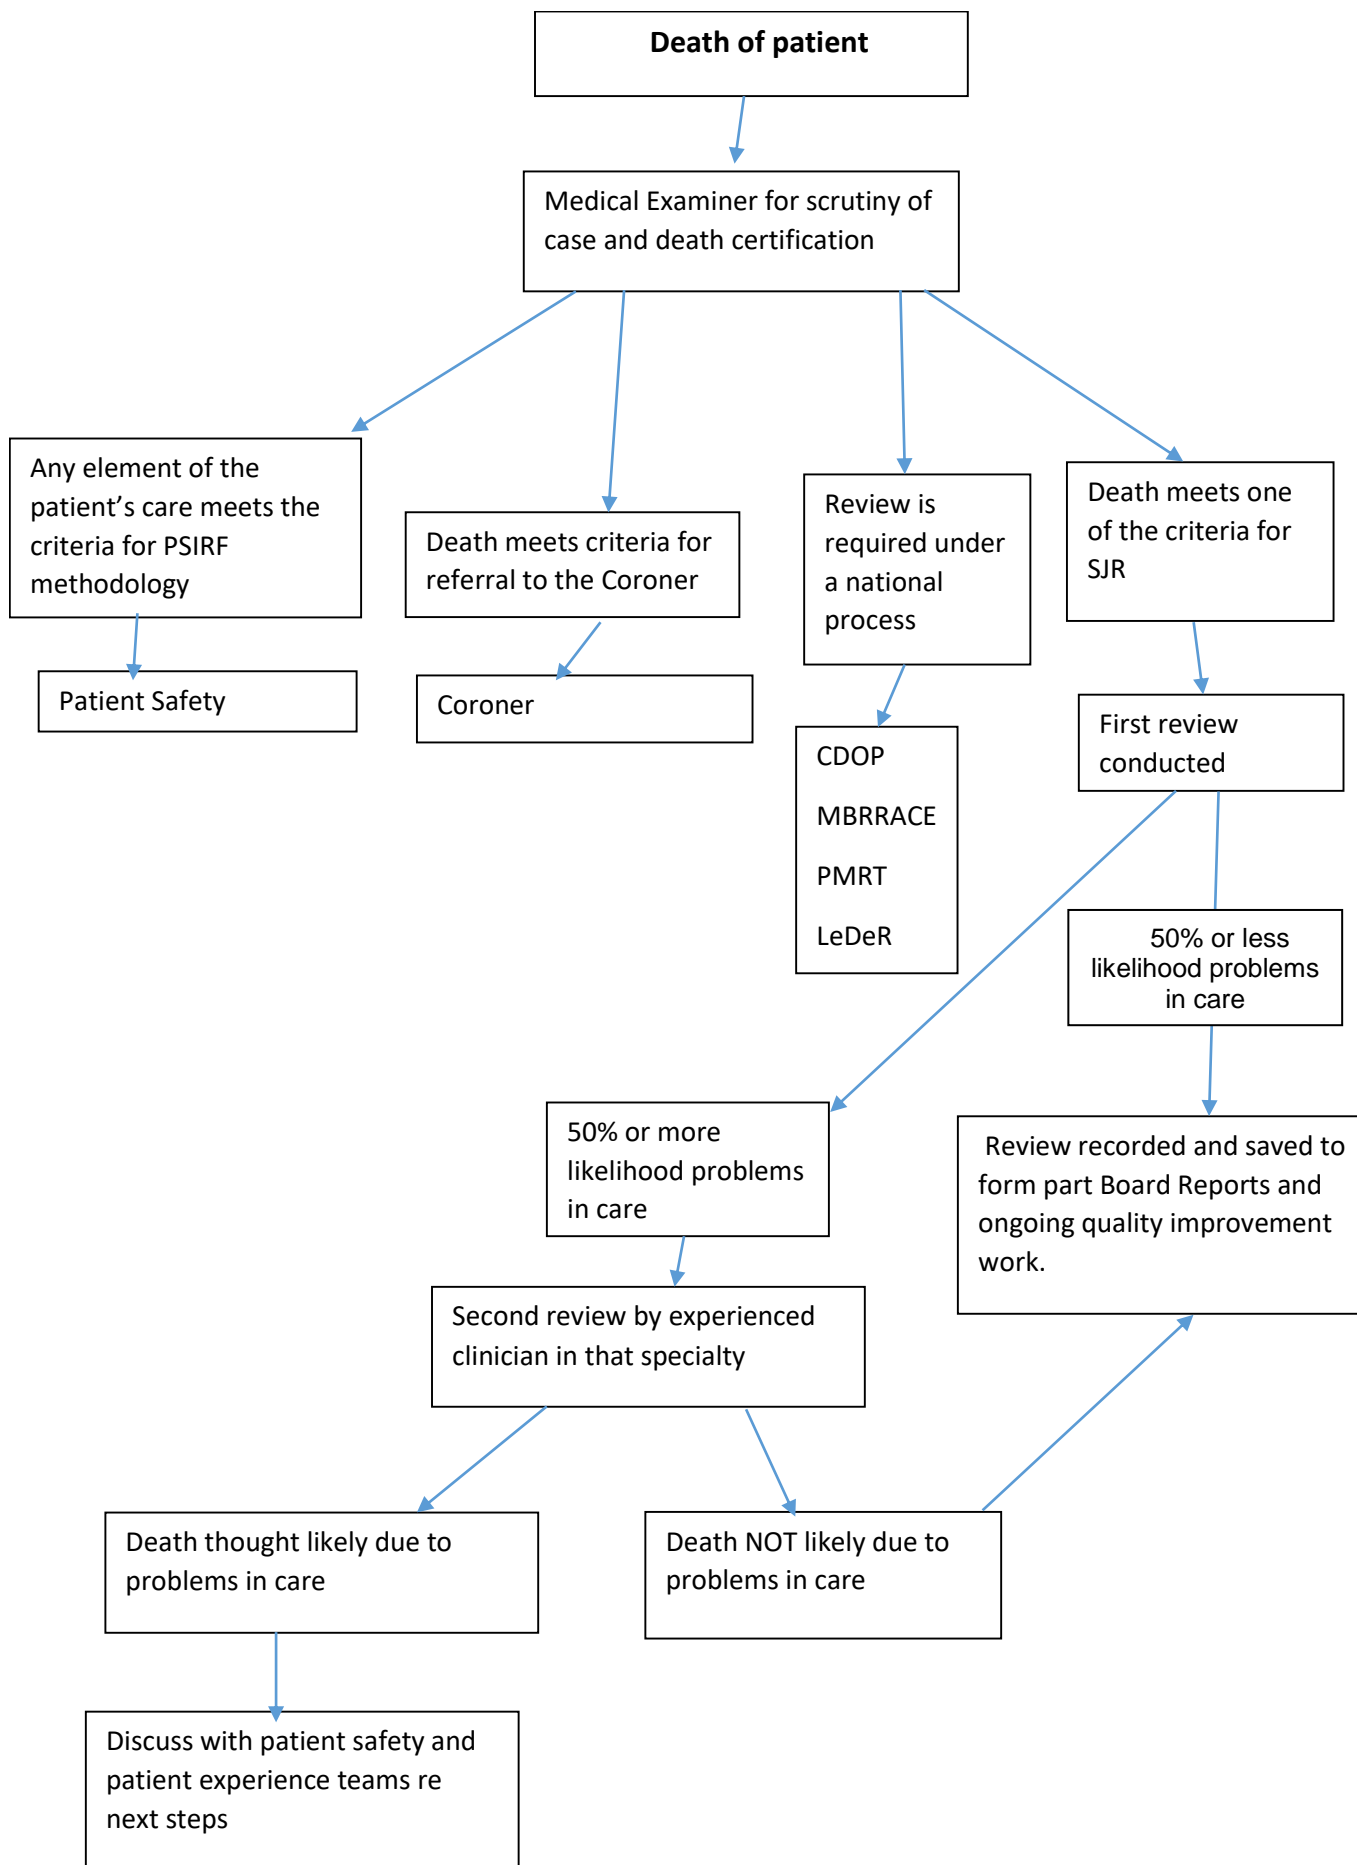 Death of patient
Medical Examiner for scrutiny of
case and death certification
Any element of the
patient’s care meets the
criteria for PSIRF
methodology
Death meets criteria for
referral to the Coroner
Review is
required under
a national
process
Death meets one
of the criteria for
SJR
Patient Safety
Coroner
CDOP
MBRRACE
PMRT
LeDeR
First review
conducted
50% or less
likelihood problems
in care
50% or more
likelihood problems
in care
Review recorded and saved to
form part Board Reports and
ongoing quality improvement
work.
Second review by experienced
clinician in that specialty
Death thought likely due to
problems in care
Death NOT likely due to
problems in care
Discuss with patient safety and
patient experience teams re
next steps